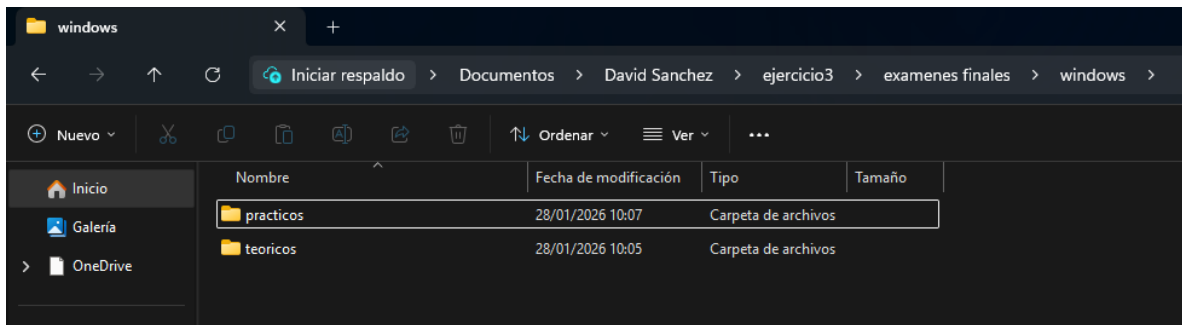 windows
Iniciar respaldo > Documentos > David Sanchez > ejercicio3 > examenes finales > windows >
Nuevo Ordenar Ver
Inicio
Galería
OneDrive
Nombre Fecha de modificación Tipo Tamaño
practicos 28/01/2026 10:07 Carpeta de archivos
teoricos 28/01/2026 10:05 Carpeta de archivos